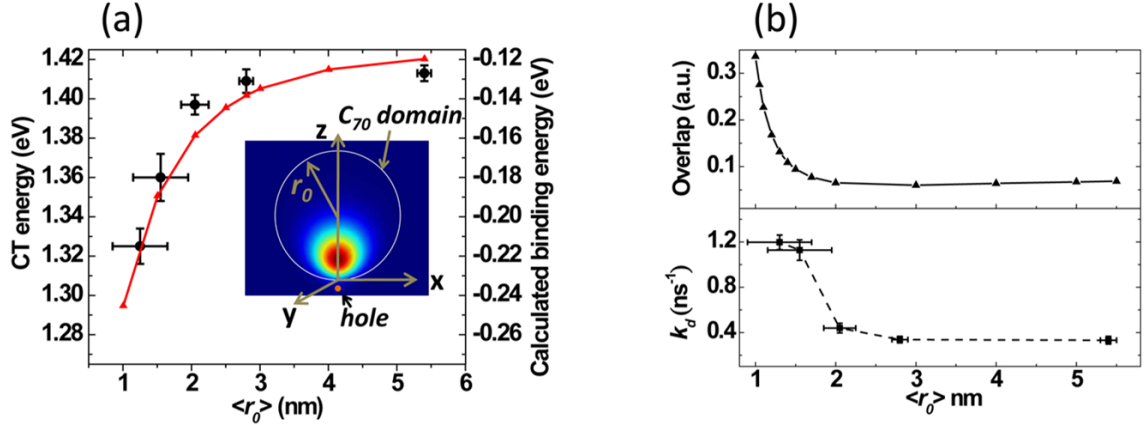 (a)
1.42
1.40
1.38
1.36
1.34
1.32
1.30
1.28
CT energy (eV)
-0.12
-0.14
-0.16
-0.18
-0.20
-0.22
-0.24
-0.26
Calculated binding energy (eV)
C70 domain
z
r0
x
y
hole
1 2 3 4 5 6
<r0> (nm)
(b)
0.3
0.2
0.1
Overlap (a.u.)
1.2
0.8
0.4
kd (ns-1)
1 2 3 4 5
<r0> nm